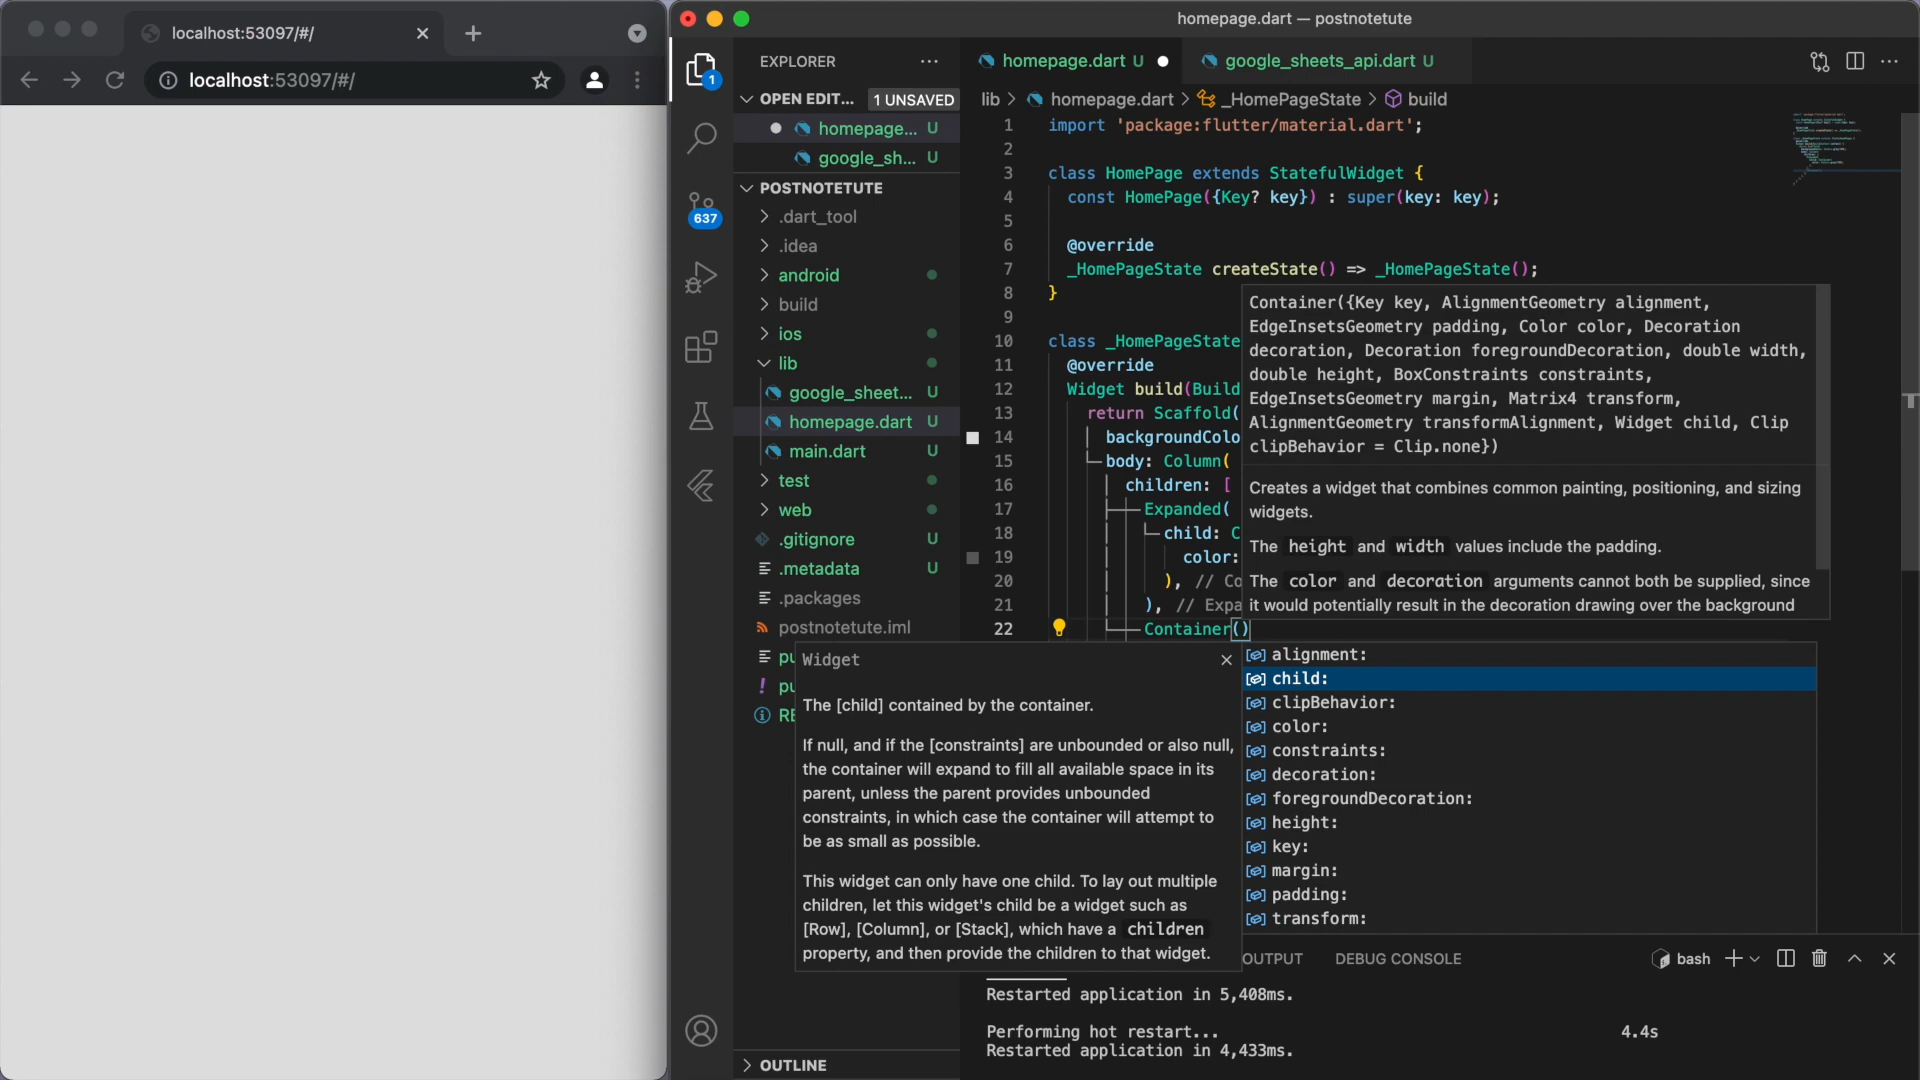 localhost:53097/#/
localhost:53097/#/
homepage.dart — postnotetute
EXPLORER
OPEN EDIT... 1 UNSAVED
homepage... U
google_sh... U
POSTNOTETUTE
.dart_tool
.idea
android
build
ios
lib
google_sheet... U
homepage.dart U
main.dart U
test
web
.gitignore U
.metadata U
.packages
postnotetute.iml
pu
pu
RE
OUTLINE
1
637
homepage.dart U
google_sheets_api.dart U
lib > homepage.dart > _HomePageState > build
1 import 'package:flutter/material.dart';
2
3 class HomePage extends StatefulWidget {
4 const HomePage({Key? key}) : super(key: key);
5
6 @override
7 _HomePageState createState() => _HomePageState();
8 }
9
10 class _HomePageState
11 @override
12 Widget build(Build
13 return Scaffold(
14 backgroundColo
15 body: Column(
16 children: [
17 Expanded(
18 child: C
19 color:
20 ), // Co
21 ), // Expa
22 Container()
Container({Key key, AlignmentGeometry alignment,
EdgeInsetsGeometry padding, Color color, Decoration
decoration, Decoration foregroundDecoration, double width,
double height, BoxConstraints constraints,
EdgeInsetsGeometry margin, Matrix4 transform,
AlignmentGeometry transformAlignment, Widget child, Clip
clipBehavior = Clip.none})
Creates a widget that combines common painting, positioning, and sizing
widgets.
The height and width values include the padding.
The color and decoration arguments cannot both be supplied, since
it would potentially result in the decoration drawing over the background
Widget
The [child] contained by the container.
If null, and if the [constraints] are unbounded or also null,
the container will expand to fill all available space in its
parent, unless the parent provides unbounded
constraints, in which case the container will attempt to
be as small as possible.
This widget can only have one child. To lay out multiple
children, let this widget's child be a widget such as
[Row], [Column], or [Stack], which have a children
property, and then provide the children to that widget.
alignment:
child:
clipBehavior:
color:
constraints:
decoration:
foregroundDecoration:
height:
key:
margin:
padding:
transform:
OUTPUT DEBUG CONSOLE
bash
Restarted application in 5,408ms.
Performing hot restart... 4.4s
Restarted application in 4,433ms.